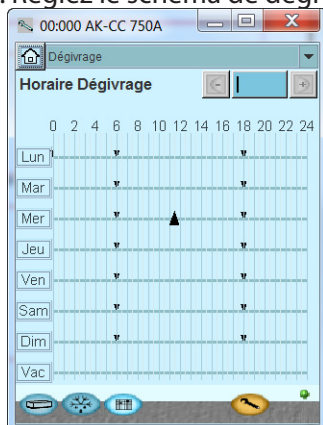 . Réglez le schéma de dégi
00:000 AK-CC 750A
Dégivrage
Horaire Dégivrage
0 2 4 6 8 10 12 14 16 18 20 22 24
Lun
Mar
Mer
Jeu
Ven
Sam
Dim
Vac